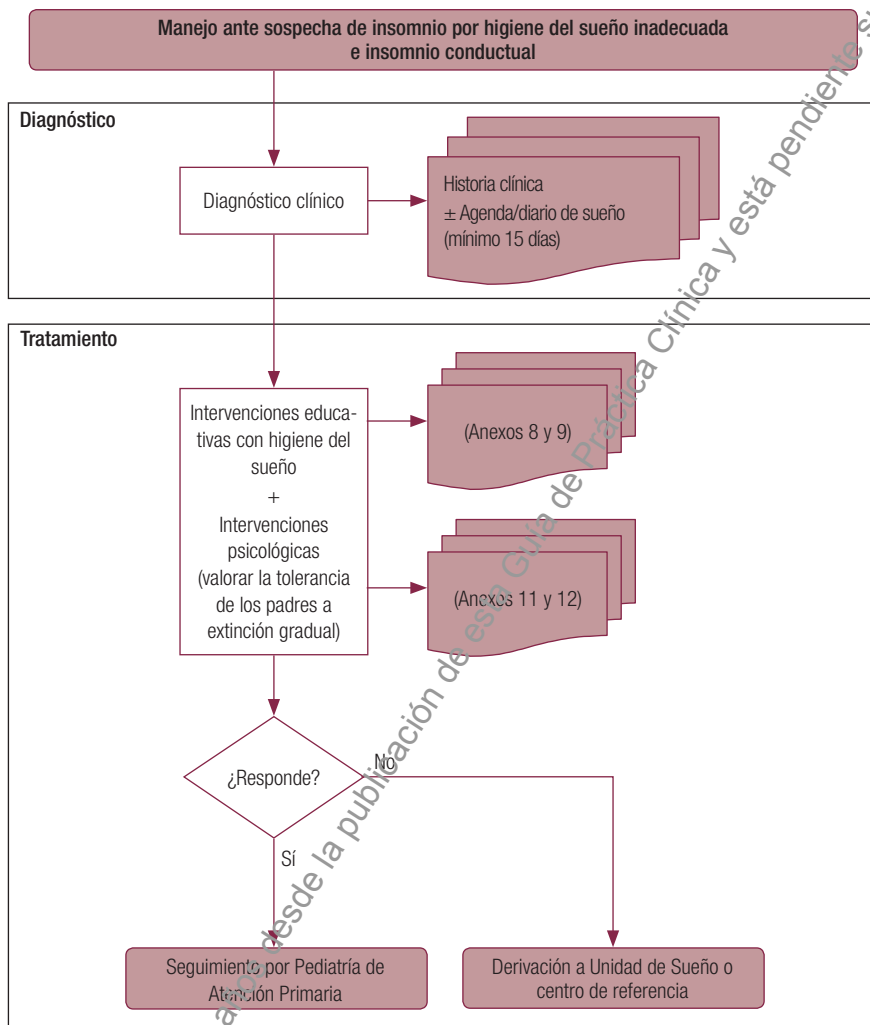 Manejo ante sospecha de insomnio por higiene del sueño inadecuada
e insomnio conductual
Diagnóstico
Diagnóstico clínico
Historia clínica
± Agenda/diario de sueño
(mínimo 15 días)
Tratamiento
Intervenciones educa-
tivas con higiene del
sueño
+
Intervenciones
psicológicas
(valorar la tolerancia
de los padres a
extinción gradual)
(Anexos 8 y 9)
(Anexos 11 y 12)
¿Responde?
No
Sí
Seguimiento por Pediatría de
Atención Primaria
Derivación a Unidad de Sueño o
centro de referencia
años desde la publicación de esta Guía de Práctica Clínica y está pendiente s